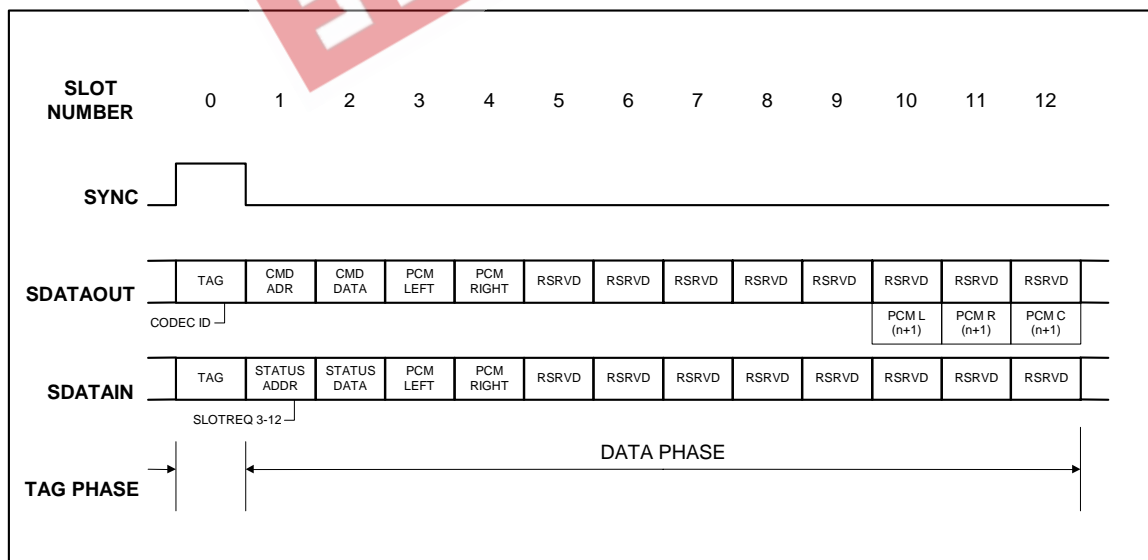 SLOT NUMBER 0 1 2 3 4 5 6 7 8 9 10 11 12
SYNC
SDATAOUT TAG CMD ADR CMD DATA PCM LEFT PCM RIGHT RSRVD RSRVD RSRVD RSRVD RSRVD RSRVD RSRVD RSRVD
CODEC ID PCM L (n+1) PCM R (n+1) PCM C (n+1)
SDATAIN TAG STATUS ADDR STATUS DATA PCM LEFT PCM RIGHT RSRVD RSRVD RSRVD RSRVD RSRVD RSRVD RSRVD RSRVD
SLOTREQ 3-12
DATA PHASE
TAG PHASE